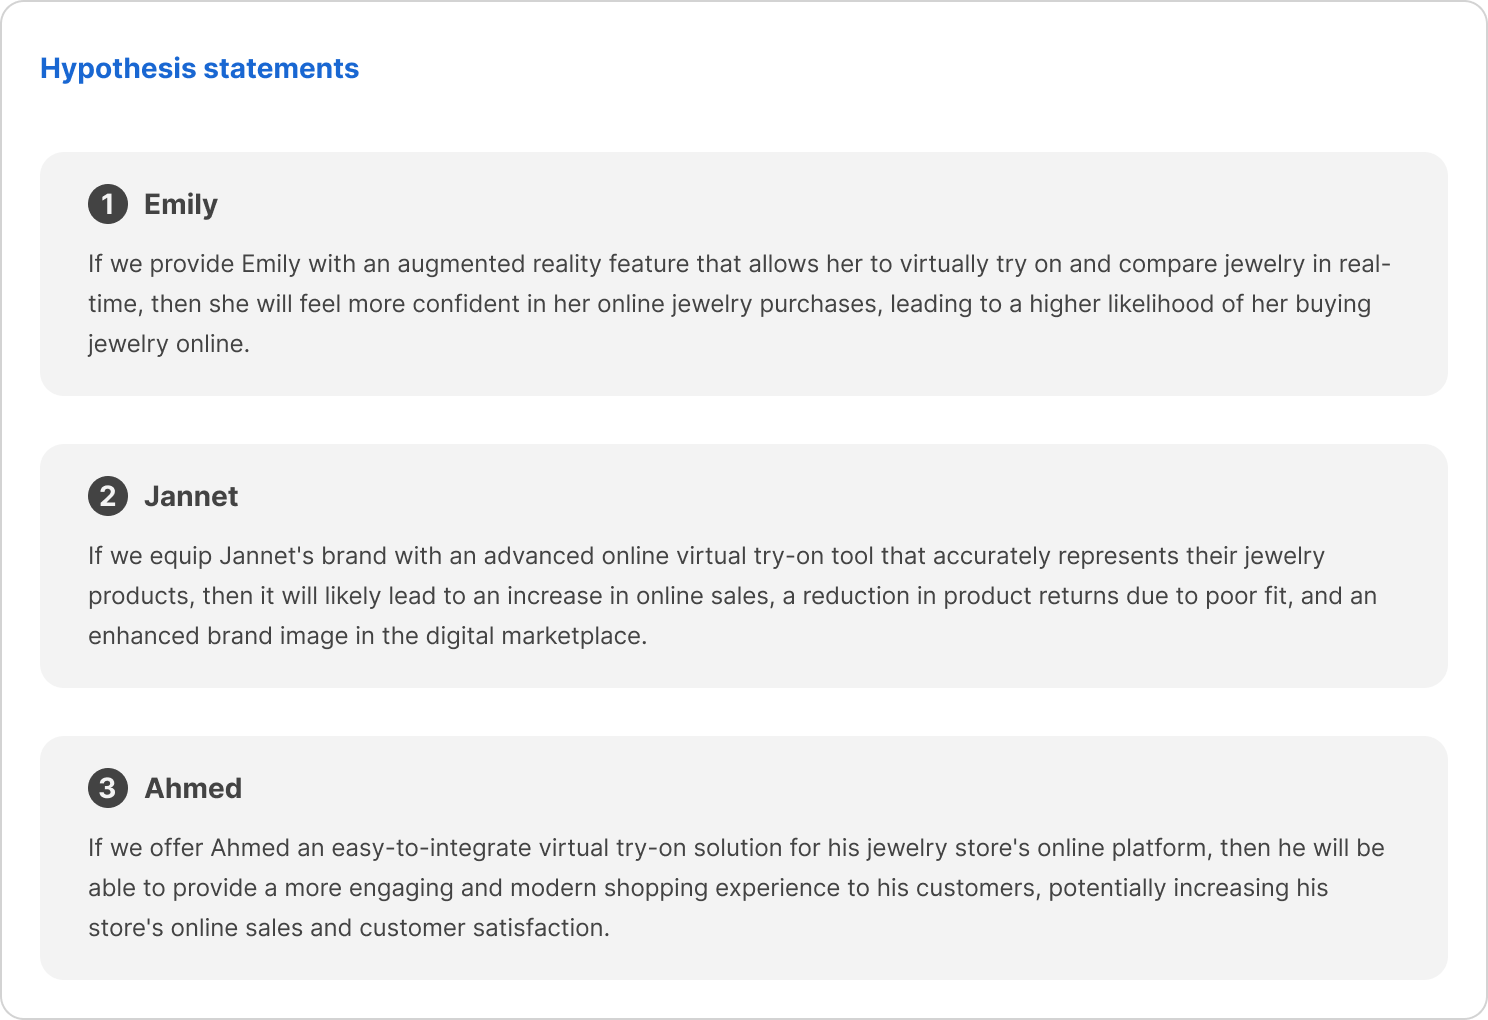 Hypothesis statements
1 Emily
If we provide Emily with an augmented reality feature that allows her to virtually try on and compare jewelry in real-
time, then she will feel more confident in her online jewelry purchases, leading to a higher likelihood of her buying
jewelry online.
2 Jannet
If we equip Jannet's brand with an advanced online virtual try-on tool that accurately represents their jewelry
products, then it will likely lead to an increase in online sales, a reduction in product returns due to poor fit, and an
enhanced brand image in the digital marketplace.
3 Ahmed
If we offer Ahmed an easy-to-integrate virtual try-on solution for his jewelry store's online platform, then he will be
able to provide a more engaging and modern shopping experience to his customers, potentially increasing his
store's online sales and customer satisfaction.